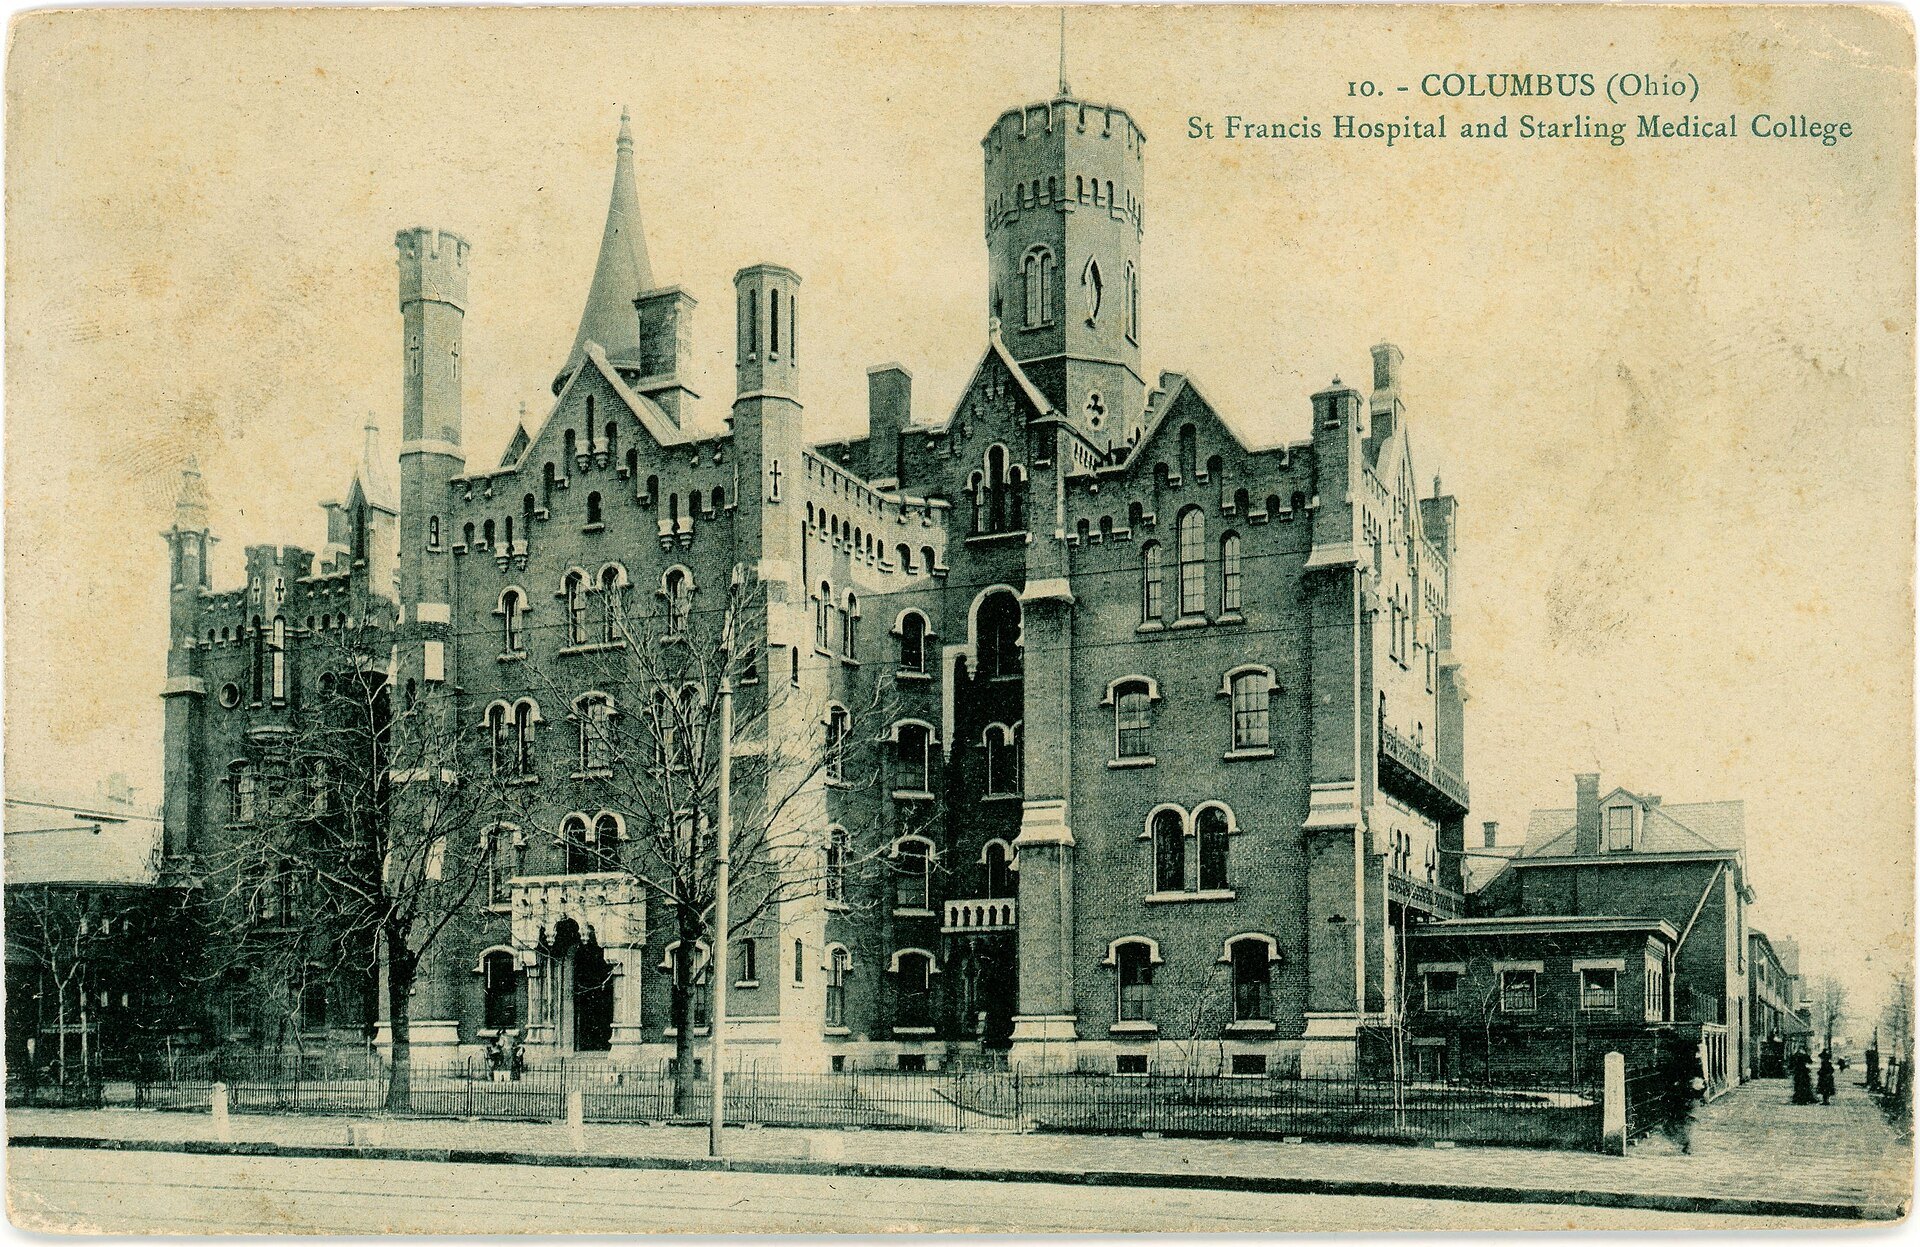 10. - COLUMBUS (Ohio)
St Francis Hospital and Starling Medical College